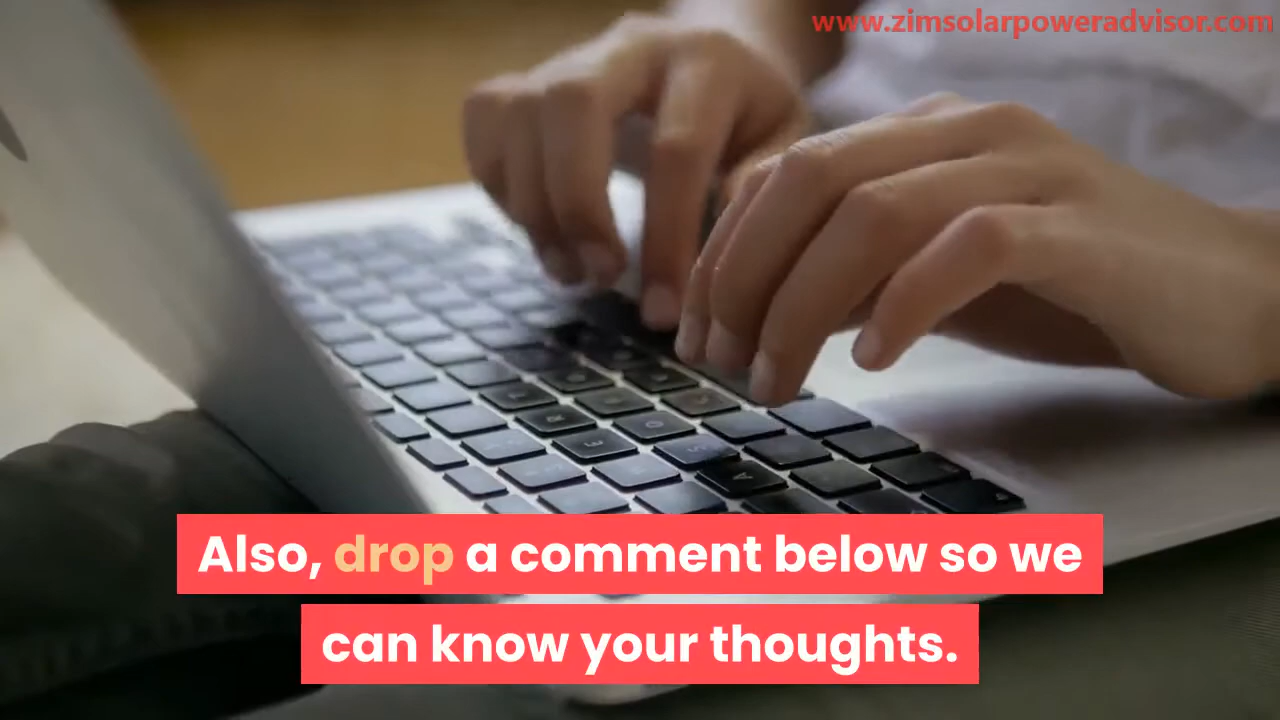 www.zimsolarpoweradvisor.com
Also, drop a comment below so we
can know your thoughts.